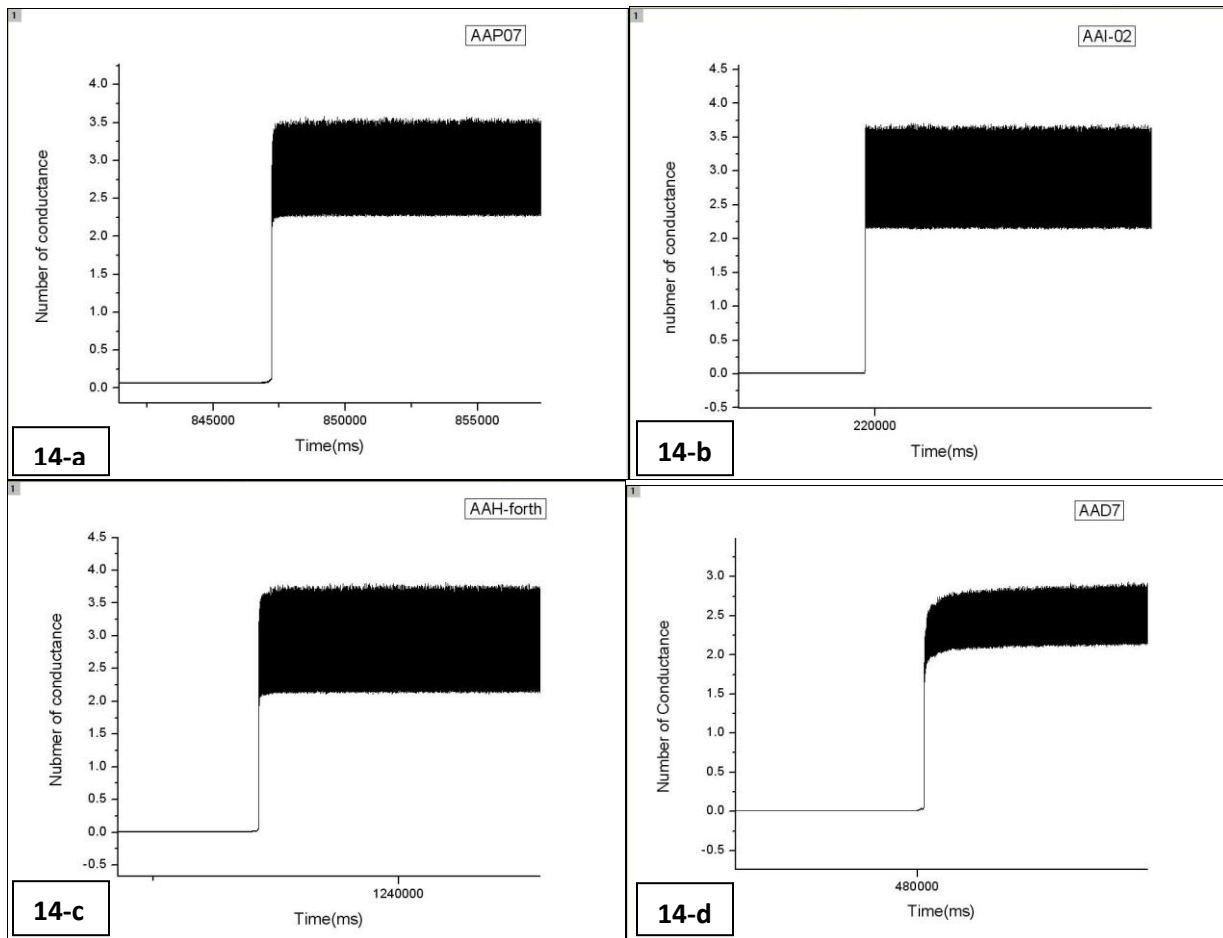 1
AAP07
Number of conductance
4.0
3.5
3.0
2.5
2.0
1.5
1.0
0.5
0.0
845000 850000 855000
Time(ms)
14-a
1
AAI-02
nubmer of conductance
4.5
4.0
3.5
3.0
2.5
2.0
1.5
1.0
0.5
0.0
-0.5
220000
Time(ms)
14-b
1
AAH-forth
Nubmer of conductance
4.5
4.0
3.5
3.0
2.5
2.0
1.5
1.0
0.5
0.0
-0.5
1240000
Time(ms)
14-c
1
AAD7
Number of Conductance
3.0
2.5
2.0
1.5
1.0
0.5
0.0
-0.5
480000
Time(ms)
14-d